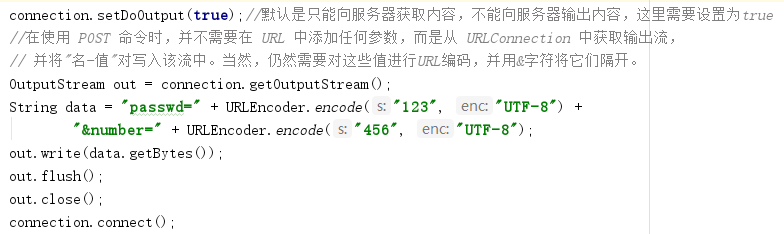 connection.setDoOutput(true);//默认是只能向服务器获取内容，不能向服务器输出内容，这里需要设置为true
//在使用 POST 命令时，并不需要在 URL 中添加任何参数，而是从 URLConnection 中获取输出流，
// 并将"名-值"对写入该流中。当然，仍然需要对这些值进行URL编码，并用&字符将它们隔开。
OutputStream out = connection.getOutputStream();
String data = "passwd=" + URLEncoder.encode( s: "123", enc: "UTF-8") +
"&number=" + URLEncoder.encode( s: "456", enc: "UTF-8");
out.write(data.getBytes());
out.flush();
out.close();
connection.connect();